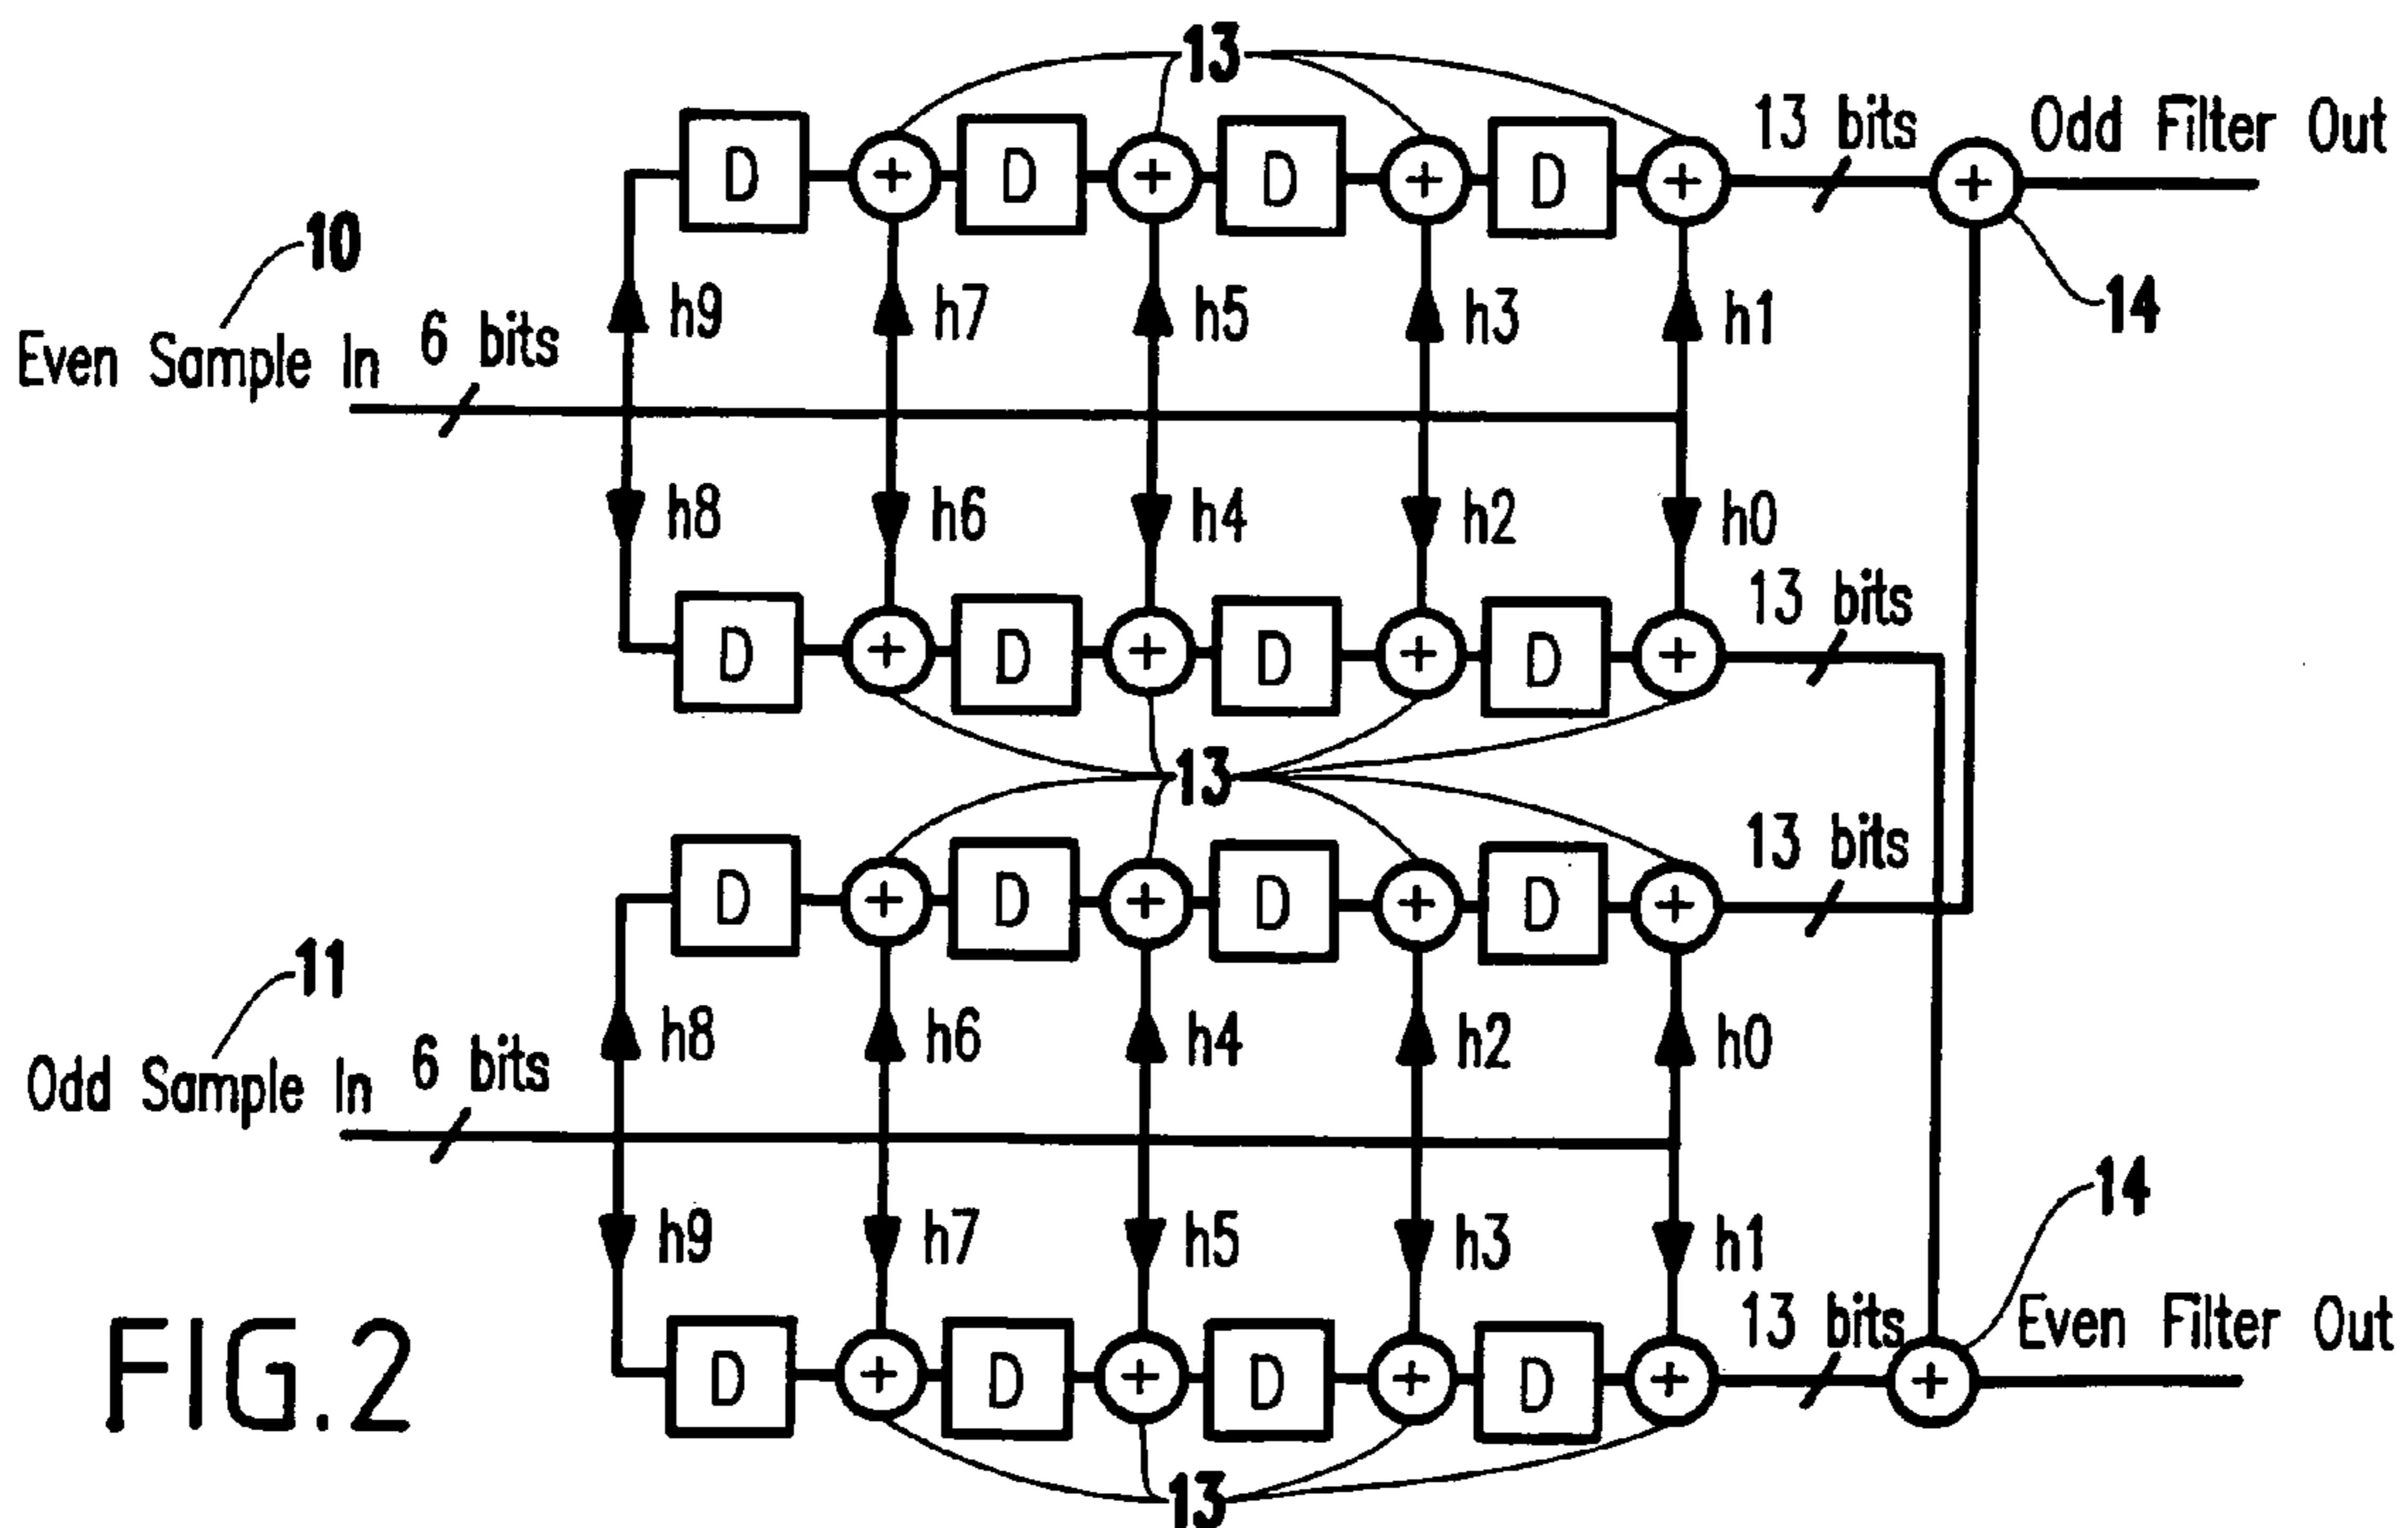 13
13 bits Odd Filter Out
D + D + D + D + +
10
h9 h7 h5 h3 h1 14
Even Sample In 6 bits
h8 h6 h4 h2 h0
13 bits
D + D + D + D +
13
13 bits
D + D + D + D +
11
h8 h6 h4 h2 h0
Odd Sample In 6 bits
14
h9 h7 h5 h3 h1
13 bits Even Filter Out
D + D + D + D + +
FIG.2
13